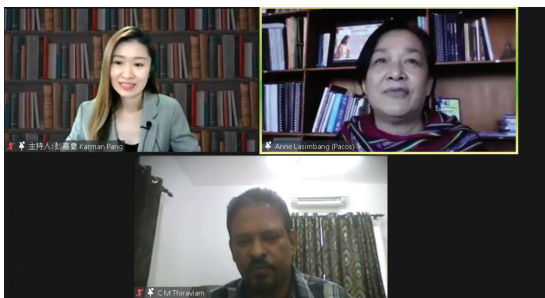 主持人:彭嘉雯 Karman Pang
Anne Lasimbang (Pacos)
C M Thiraviam